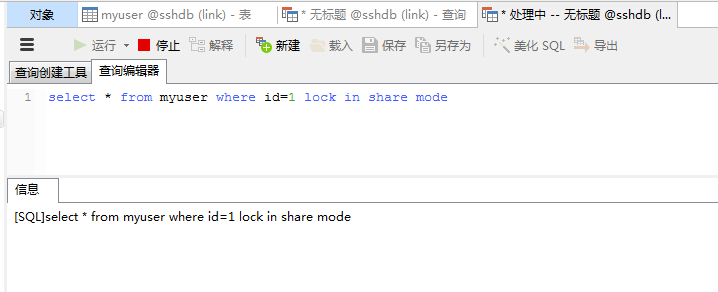 对象 myuser @sshdb (link) - 表 * 无标题 @sshdb (link) - 查询 * 处理中 -- 无标题 @sshdb (l...
运行 停止 解释 新建 载入 保存 另存为 美化 SQL 导出
查询创建工具 查询编辑器
1 select * from myuser where id=1 lock in share mode
信息
[SQL]select * from myuser where id=1 lock in share mode